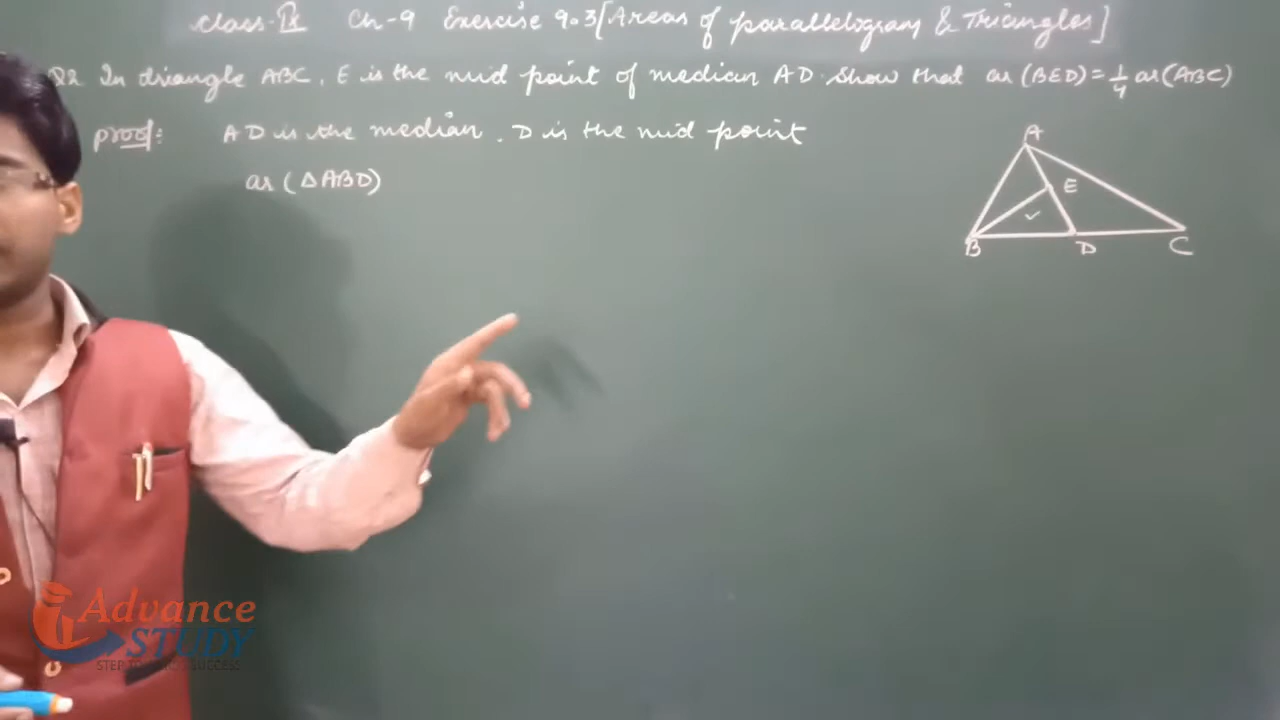 Class-IX Ch-9 Exercise 9.3 [Areas of parallelogram & Triangles]
Q2 In triangle ABC, E is the mid point of median AD. Show that ar (BED) = 1/4 ar (ABC)
proof: AD is the median. D is the mid point
ar (△ABD)
A
E
B
D
C
Advance
STUDY